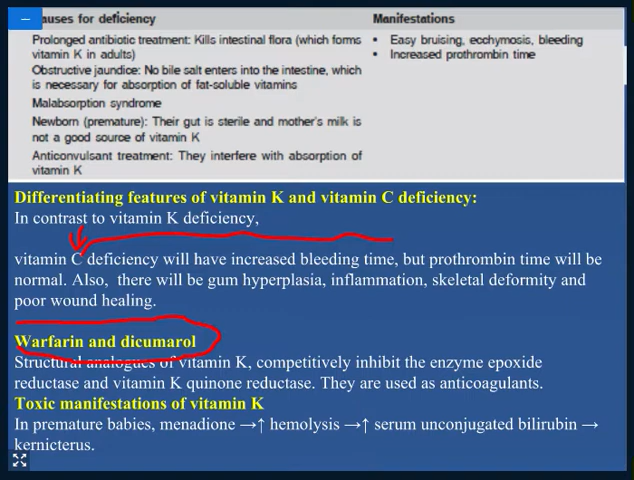 auses for deficiency
Manifestations
Prolonged antibiotic treatment: Kills intestinal flora (which forms
vitamin K in adults)
Obstructive jaundice: No bile salt enters into the intestine, which
is necessary for absorption of fat-soluble vitamins
Malabsorption syndrome
Newborn (premature): Their gut is sterile and mother's milk is
not a good source of vitamin K
Anticonvulsant treatment: They interfere with absorption of
vitamin K
• Easy bruising, ecchymosis, bleeding
• Increased prothrombin time
Differentiating features of vitamin K and vitamin C deficiency:
In contrast to vitamin K deficiency,
vitamin C deficiency will have increased bleeding time, but prothrombin time will be
normal. Also, there will be gum hyperplasia, inflammation, skeletal deformity and
poor wound healing.
Warfarin and dicumarol
Structural analogues of vitamin K, competitively inhibit the enzyme epoxide
reductase and vitamin K quinone reductase. They are used as anticoagulants.
Toxic manifestations of vitamin K
In premature babies, menadione →↑ hemolysis →↑ serum unconjugated bilirubin →
kernicterus.